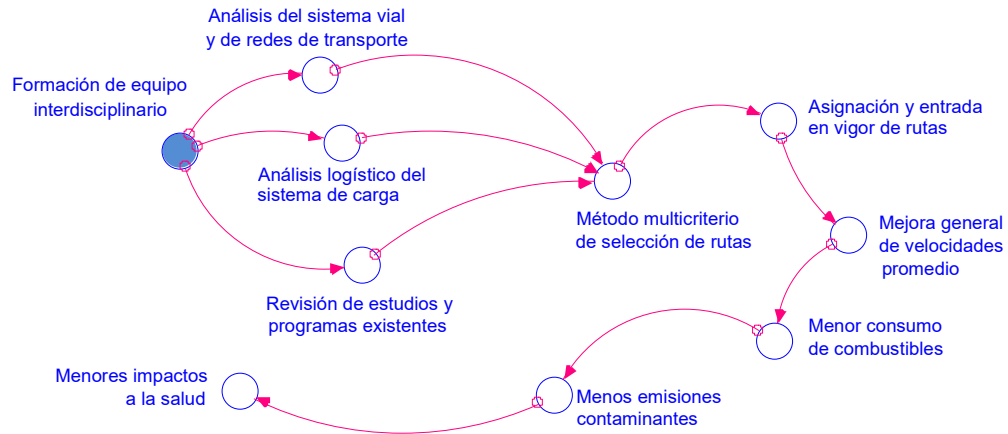 Análisis del sistema vial
y de redes de transporte
Formación de equipo
interdisciplinario
Análisis logístico del
sistema de carga
Revisión de estudios y
programas existentes
Método multicriterio
de selección de rutas
Asignación y entrada
en vigor de rutas
Mejora general
de velocidades
promedio
Menor consumo
de combustibles
Menos emisiones
contaminantes
Menores impactos
a la salud